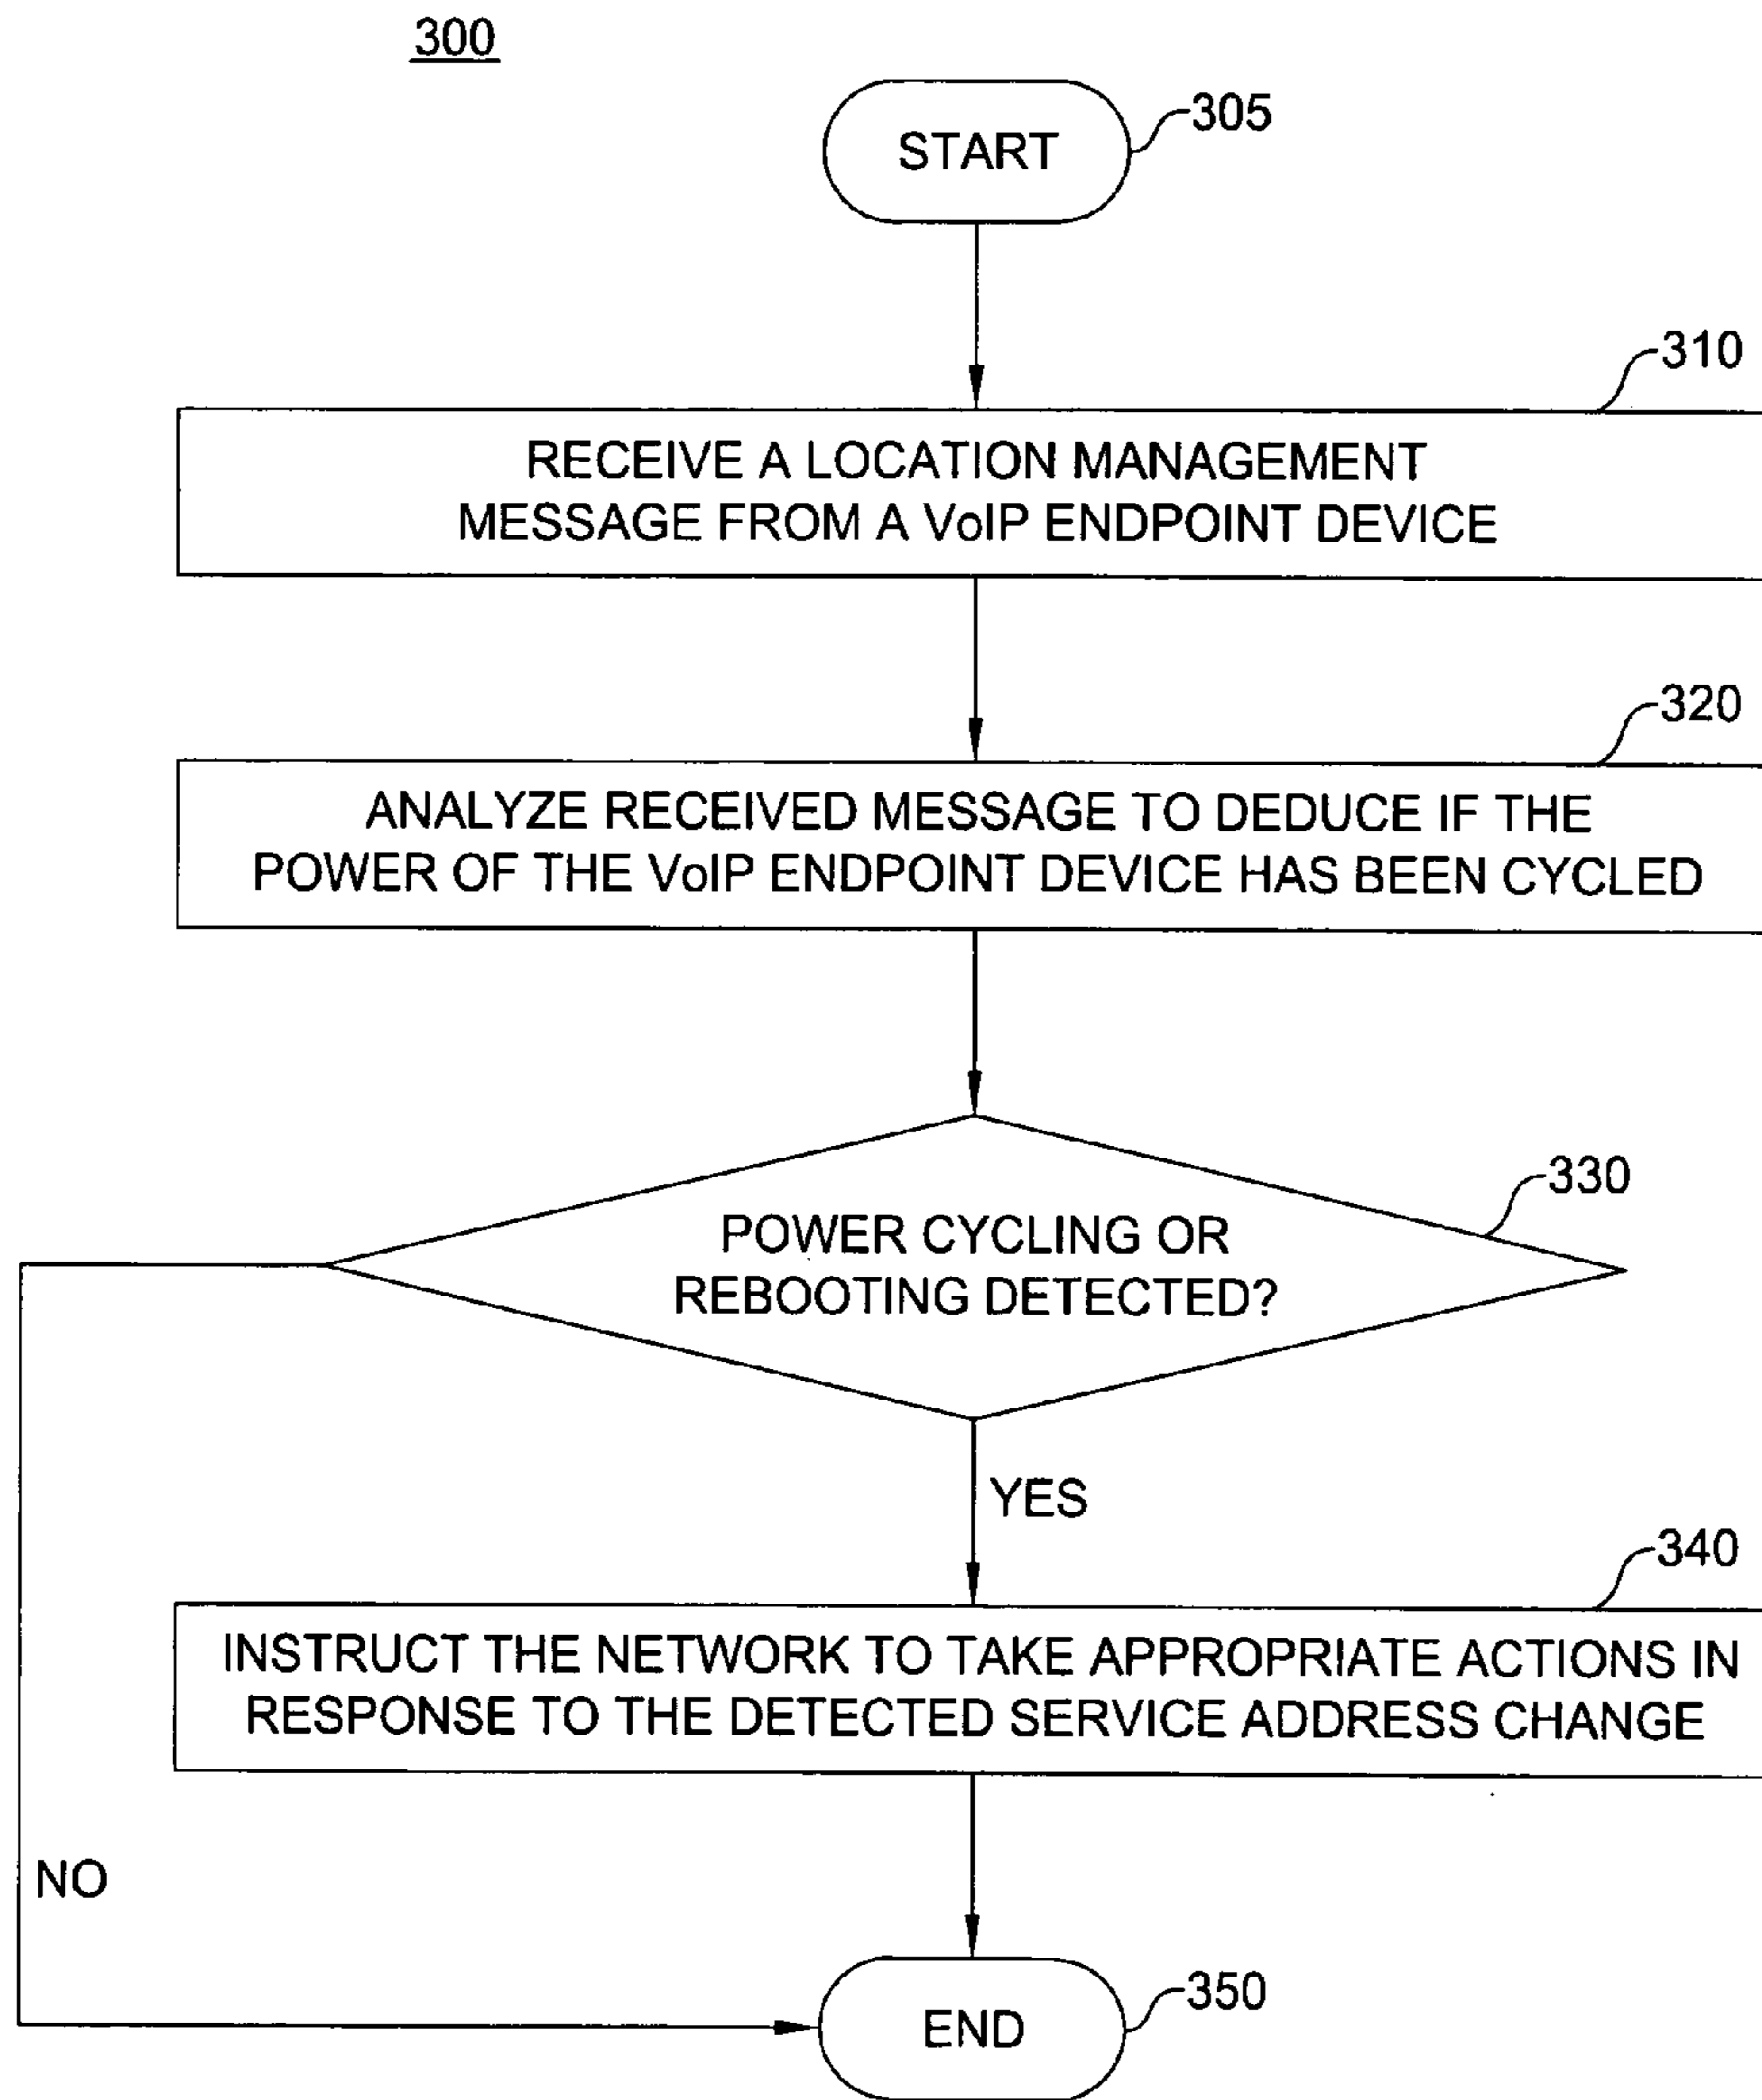 300
START
305
310
RECEIVE A LOCATION MANAGEMENT
MESSAGE FROM A VoIP ENDPOINT DEVICE
320
ANALYZE RECEIVED MESSAGE TO DEDUCE IF THE
POWER OF THE VoIP ENDPOINT DEVICE HAS BEEN CYCLED
330
POWER CYCLING OR
REBOOTING DETECTED?
YES
340
INSTRUCT THE NETWORK TO TAKE APPROPRIATE ACTIONS IN
RESPONSE TO THE DETECTED SERVICE ADDRESS CHANGE
NO
350
END